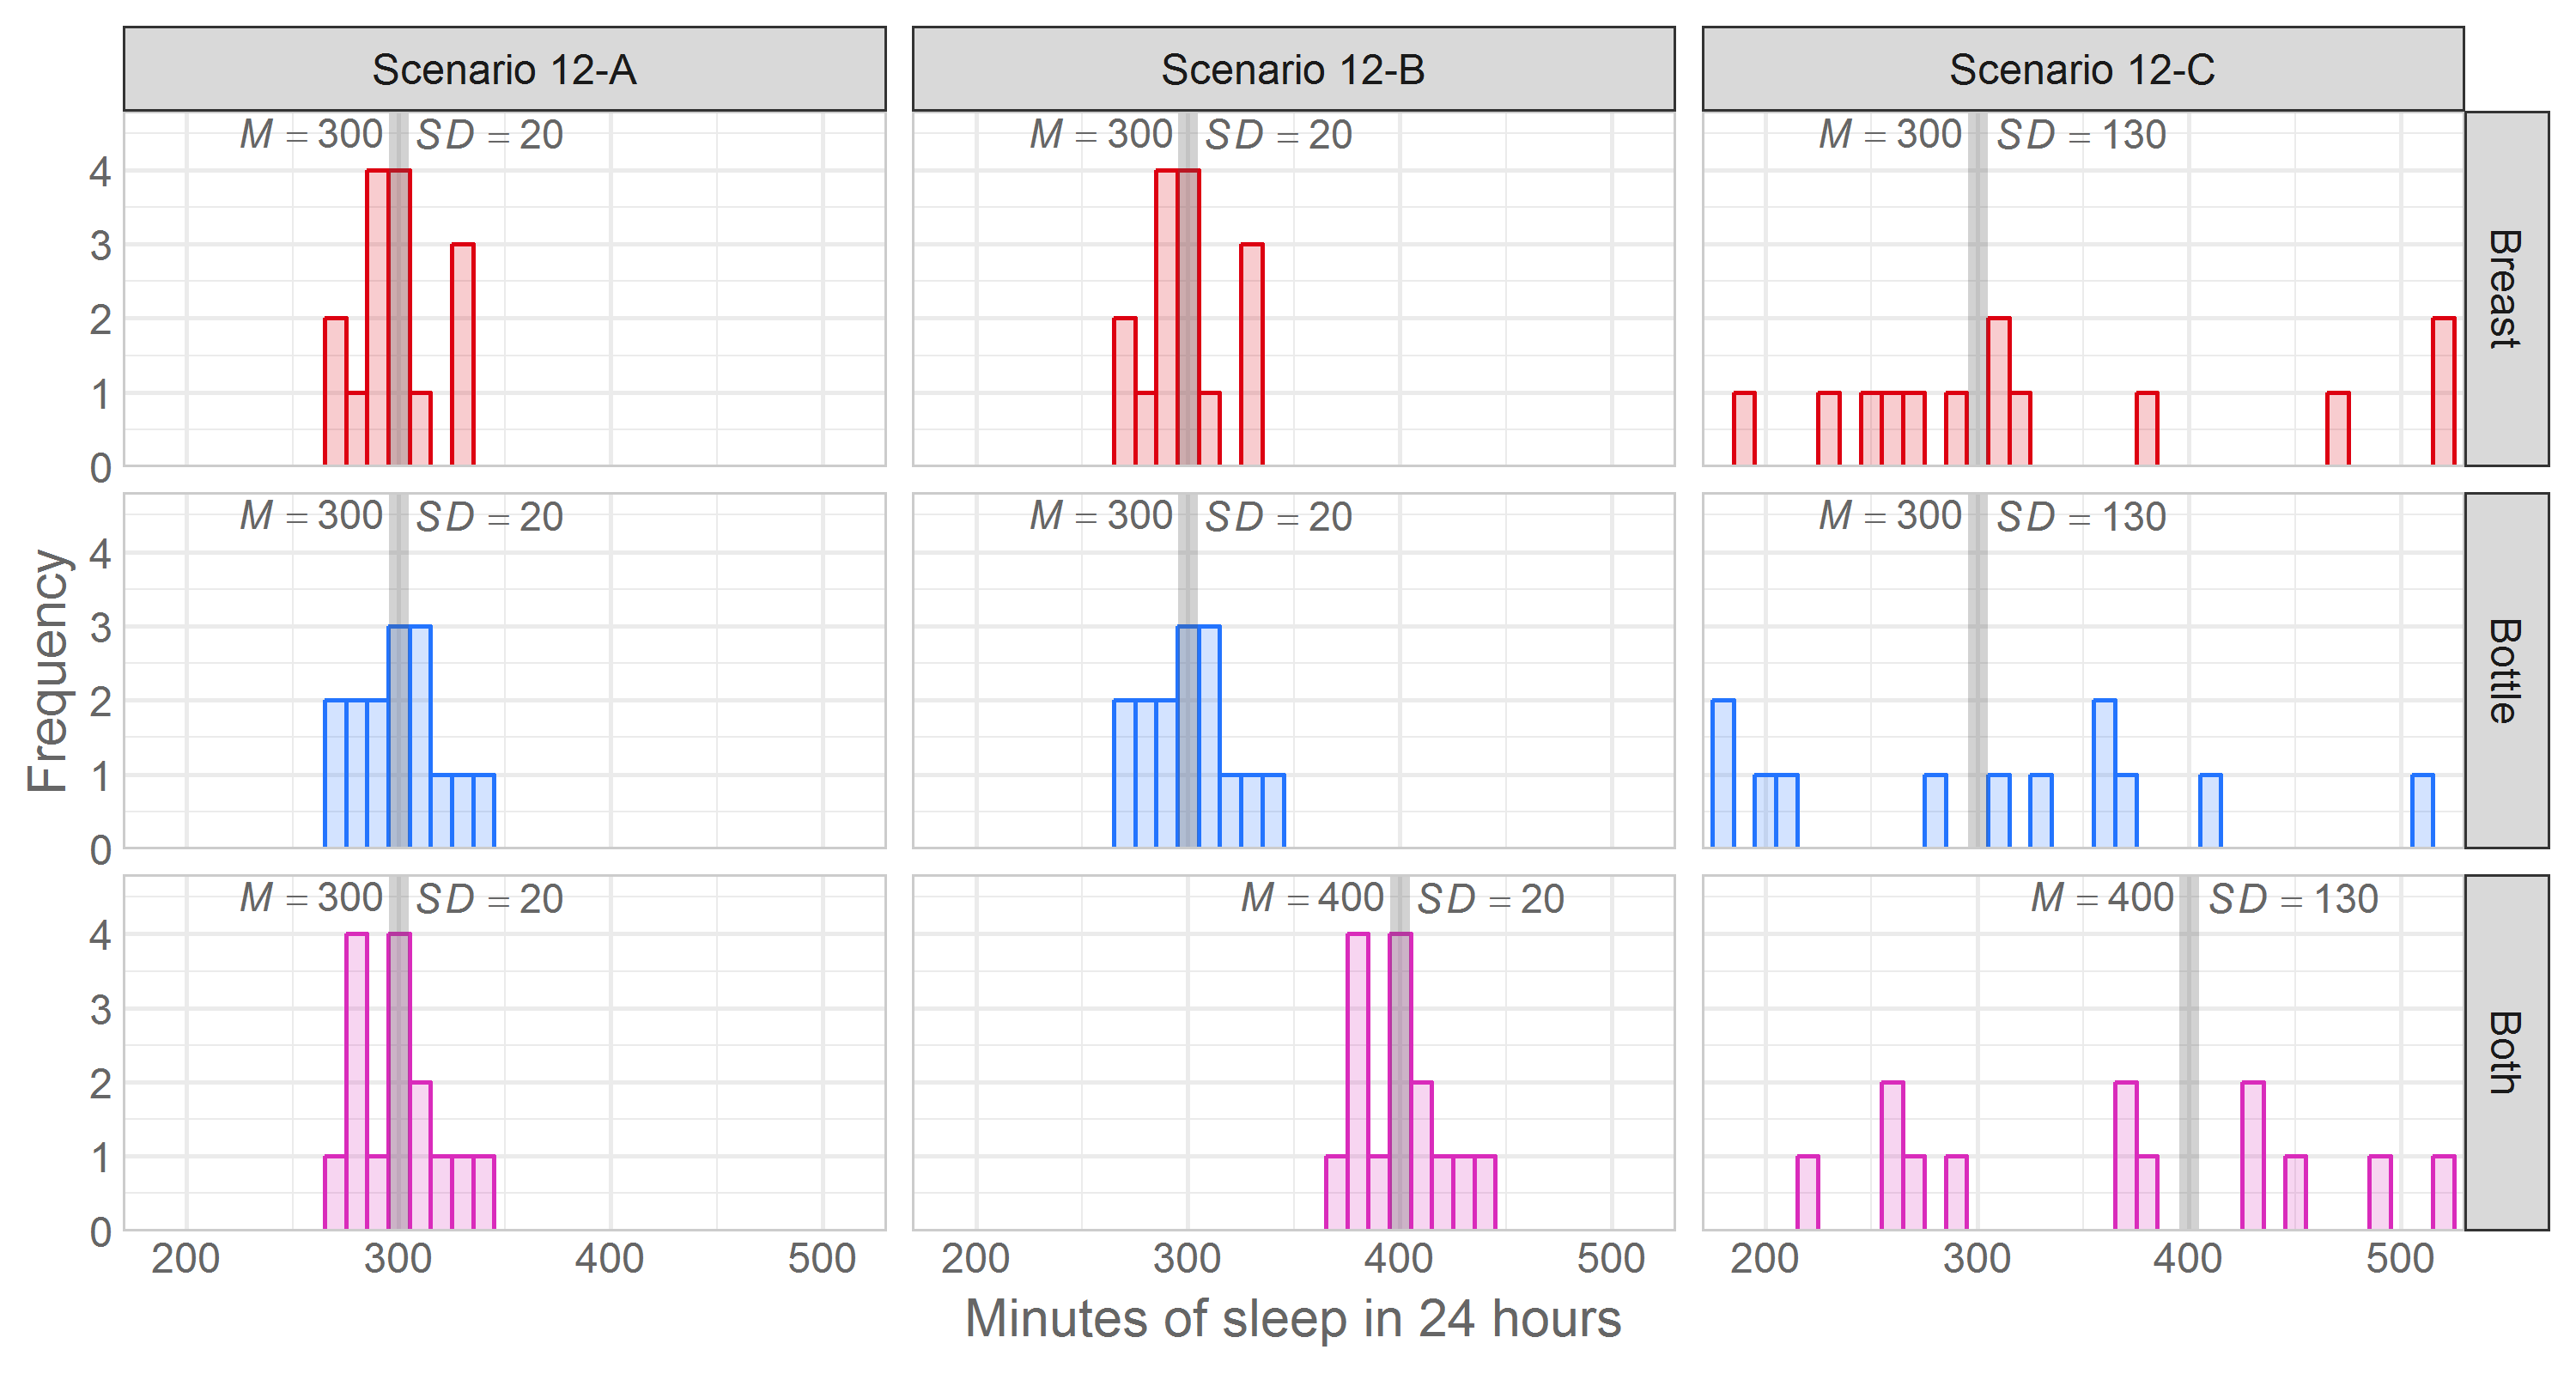 Scenario 12-A
Scenario 12-B
Scenario 12-C
M = 300 SD = 20
M = 300 SD = 20
M = 300 SD = 130
4
3
2
1
0
Breast
M = 300 SD = 20
M = 300 SD = 20
M = 300 SD = 130
4
3
2
1
0
Bottle
Frequency
M = 300 SD = 20
M = 400 SD = 20
M = 400 SD = 130
4
3
2
1
0
Both
200 300 400 500
200 300 400 500
200 300 400 500
Minutes of sleep in 24 hours